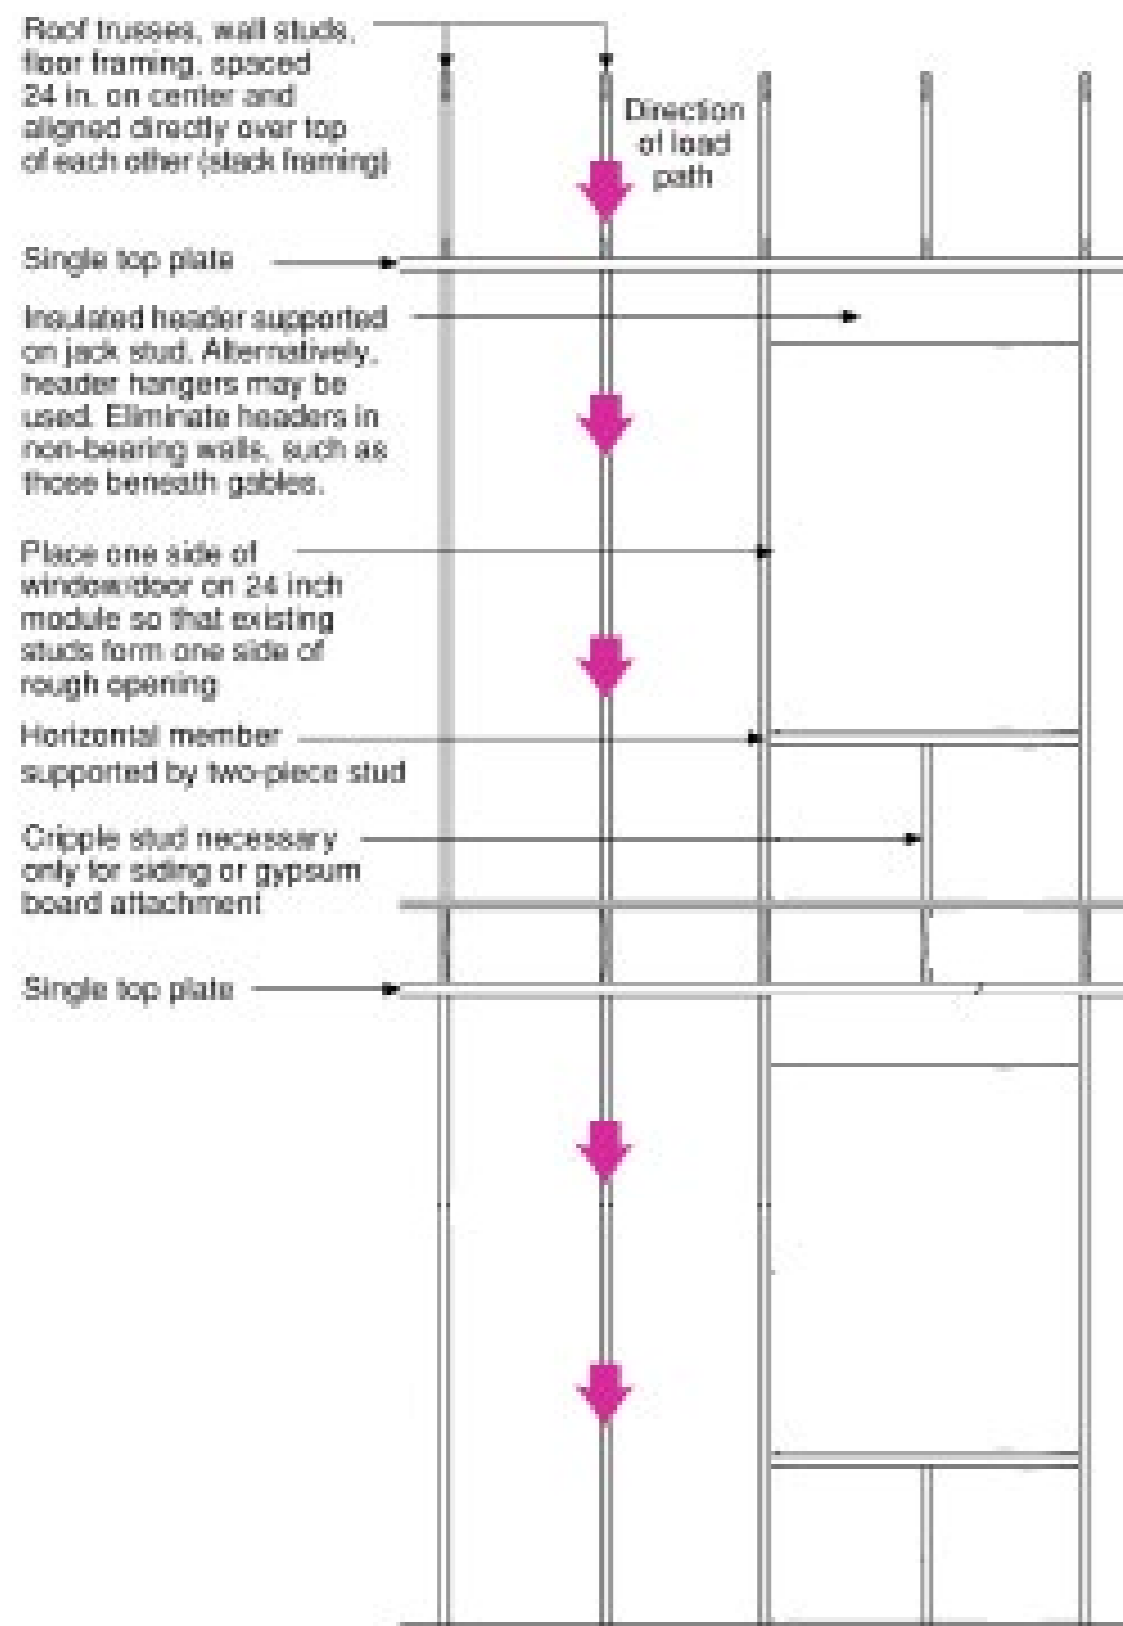 Roof trusses, wall studs,
floor framing, spaced
24 in. on center and
aligned directly over top
of each other (stack framing)
Direction
of load
path
Single top plate
Insulated header supported
on jack stud. Alternatively,
header hangers may be
used. Eliminate headers in
non-bearing walls, such as
those beneath gables.
Place one side of
window/door on 24 inch
module so that existing
studs form one side of
rough opening
Horizontal member
supported by two-piece stud
Cripple stud necessary
only for siding or gypsum
board attachment
Single top plate